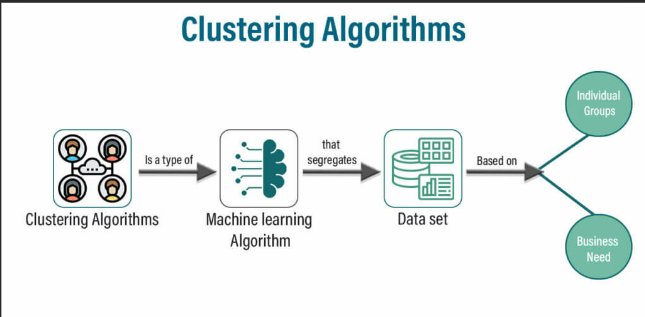 Clustering Algorithms
Individual
Groups
Is a type of
that
segregates
Based on
Clustering Algorithms
Machine learning
Algorithm
Data set
Business
Need